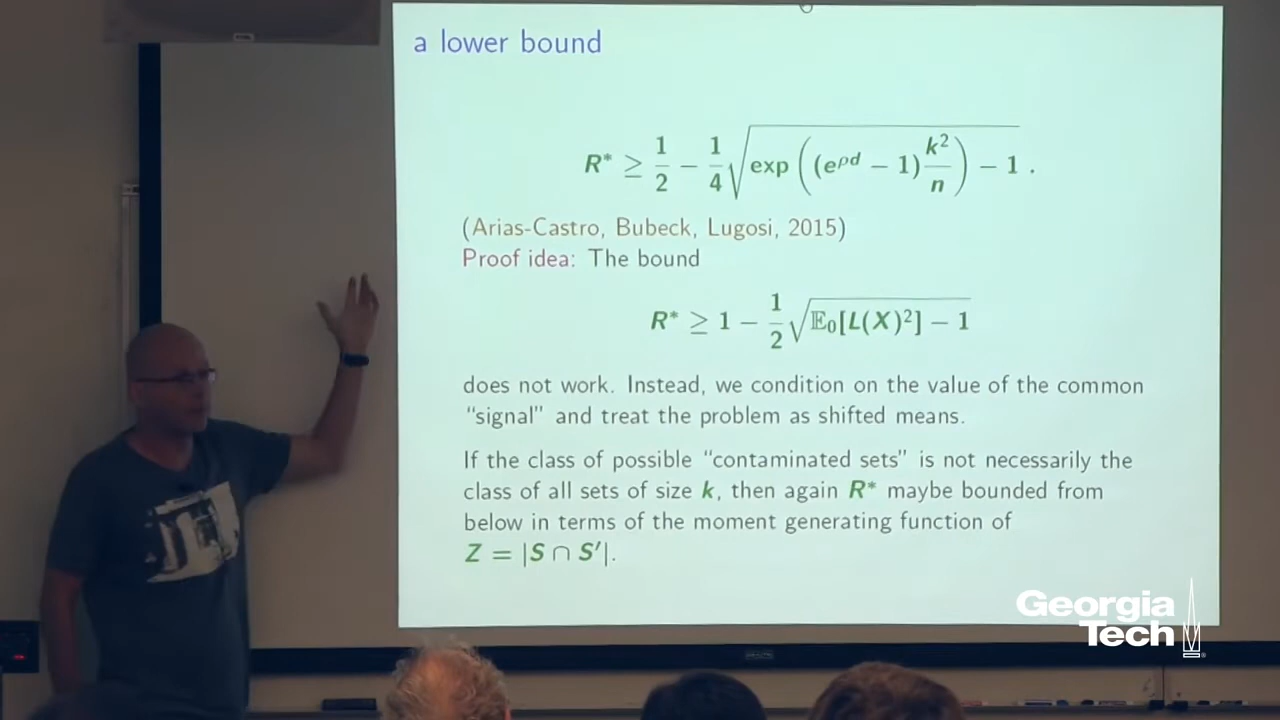 a lower bound
R* ≥ 1/2 − 1/4 √(exp((e^{ρd} − 1) k²/n) − 1) .
(Arias-Castro, Bubeck, Lugosi, 2015)
Proof idea: The bound
R* ≥ 1 − 1/2 √(𝔼₀[L(X)²] − 1)
does not work. Instead, we condition on the value of the common
“signal” and treat the problem as shifted means.
If the class of possible “contaminated sets” is not necessarily the
class of all sets of size k, then again R* maybe bounded from
below in terms of the moment generating function of
Z = |S ∩ S′|.
Georgia
Tech